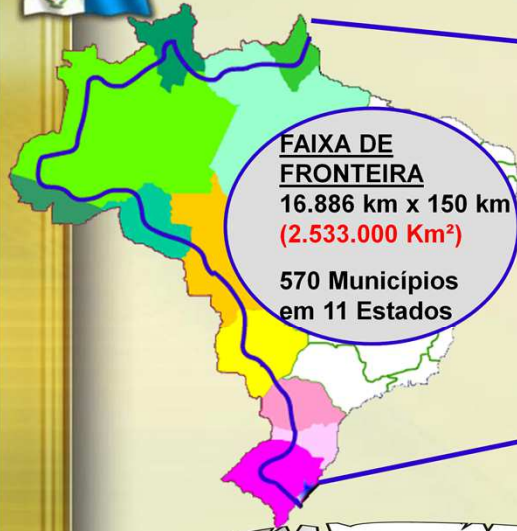 FAIXA DE
FRONTEIRA
16.886 km x 150 km
(2.533.000 Km²)
570 Municípios
em 11 Estados